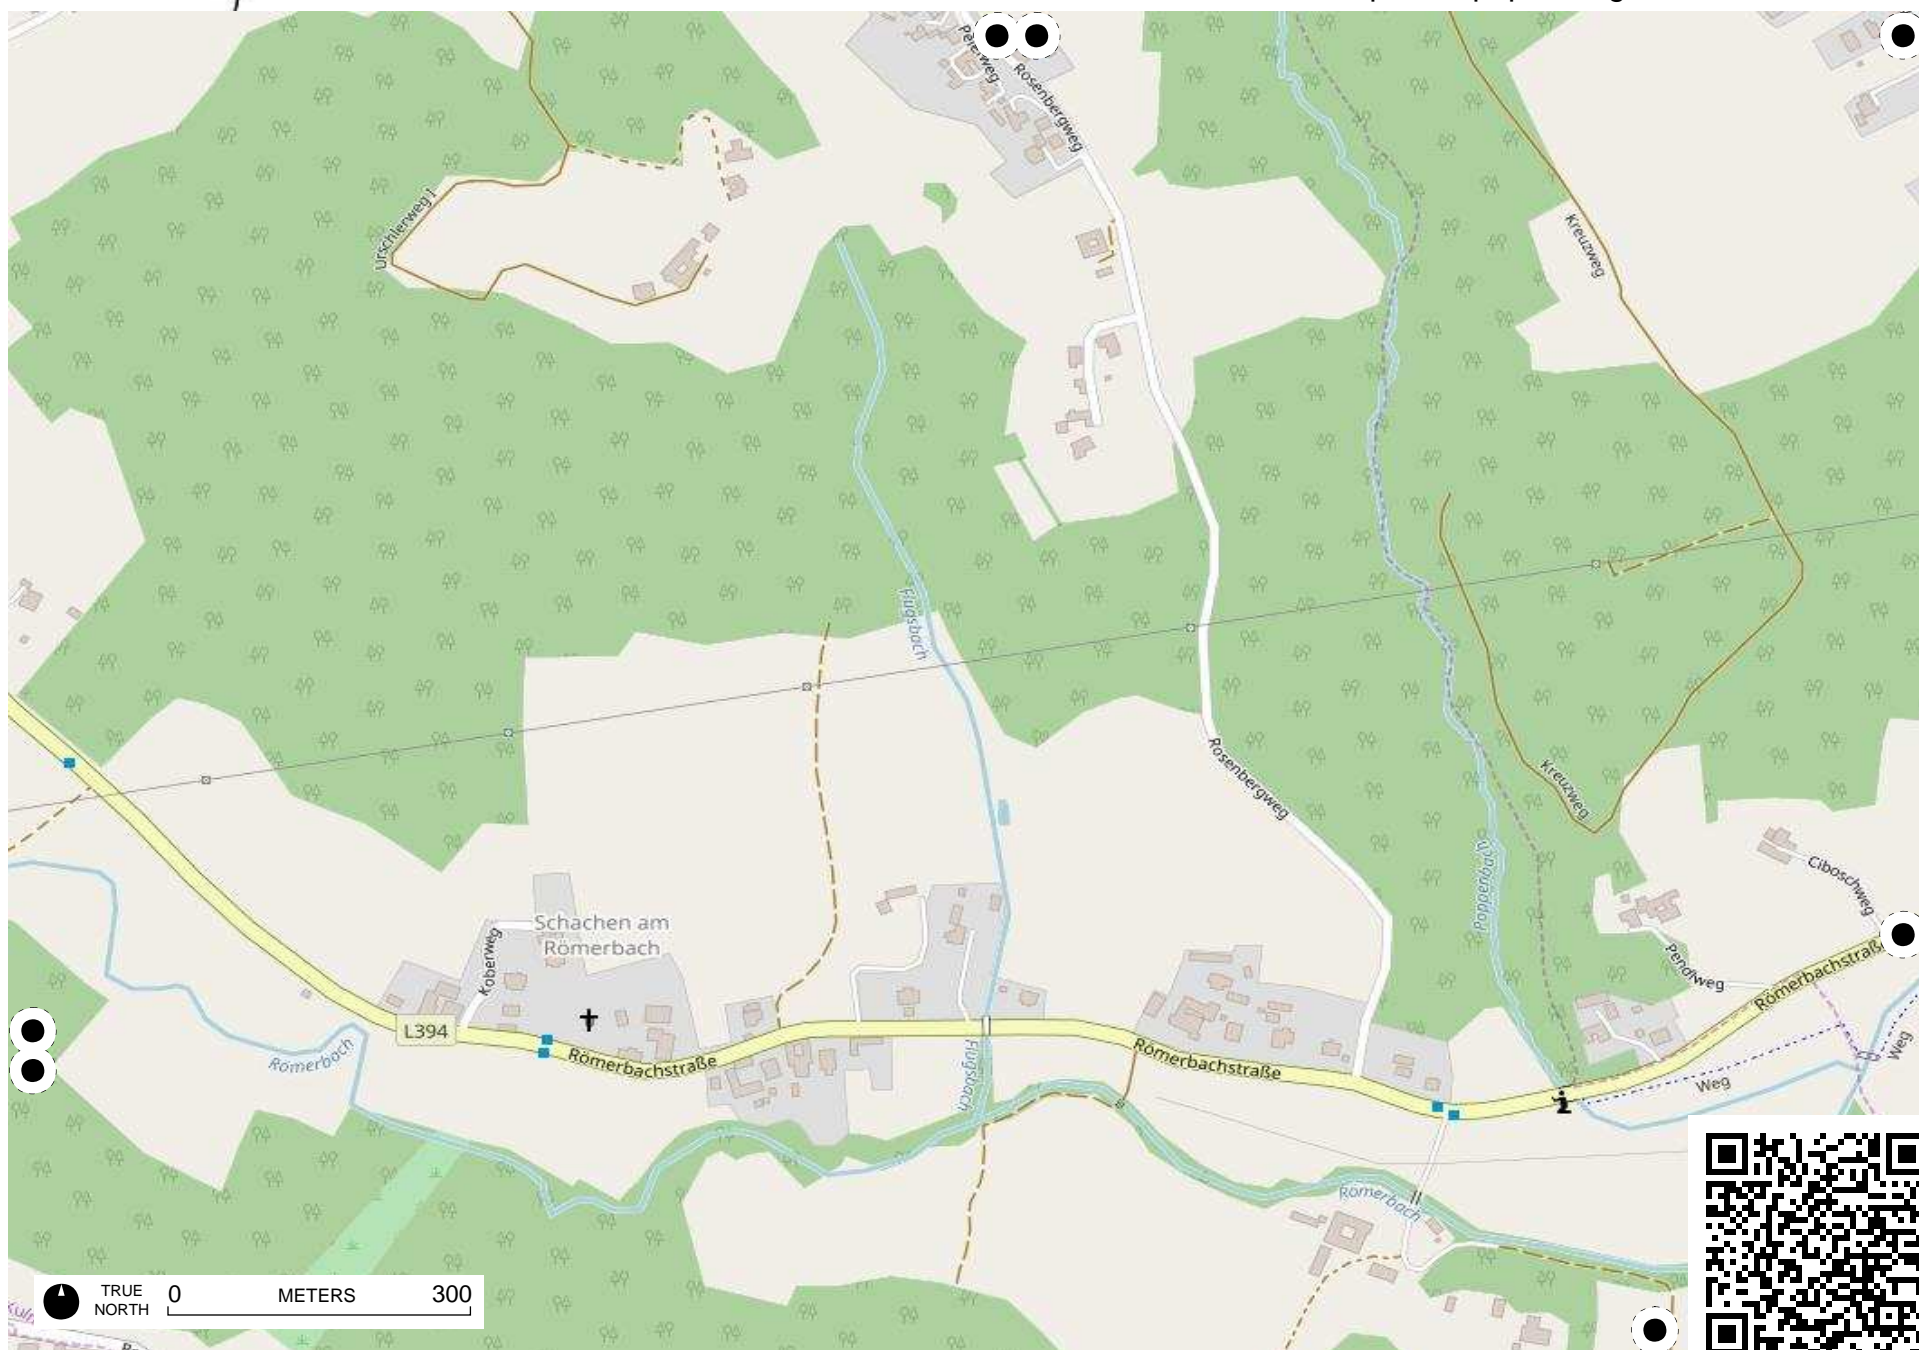 Rosenbergweg
Urschlerweg I
Kreuzweg
Flugsbach
Rosenbergweg
Kreuzweg
Poppenbach
Ciboschweg
Schachen am
Römerbach
Koberweg
Pendlweg
Römerbachstraße
L394
Römerbachstraße
Römerbachstraße
Römerbach
Flugsbach
Weg
Weg
Römerbach
TRUE
NORTH
0 METERS 300